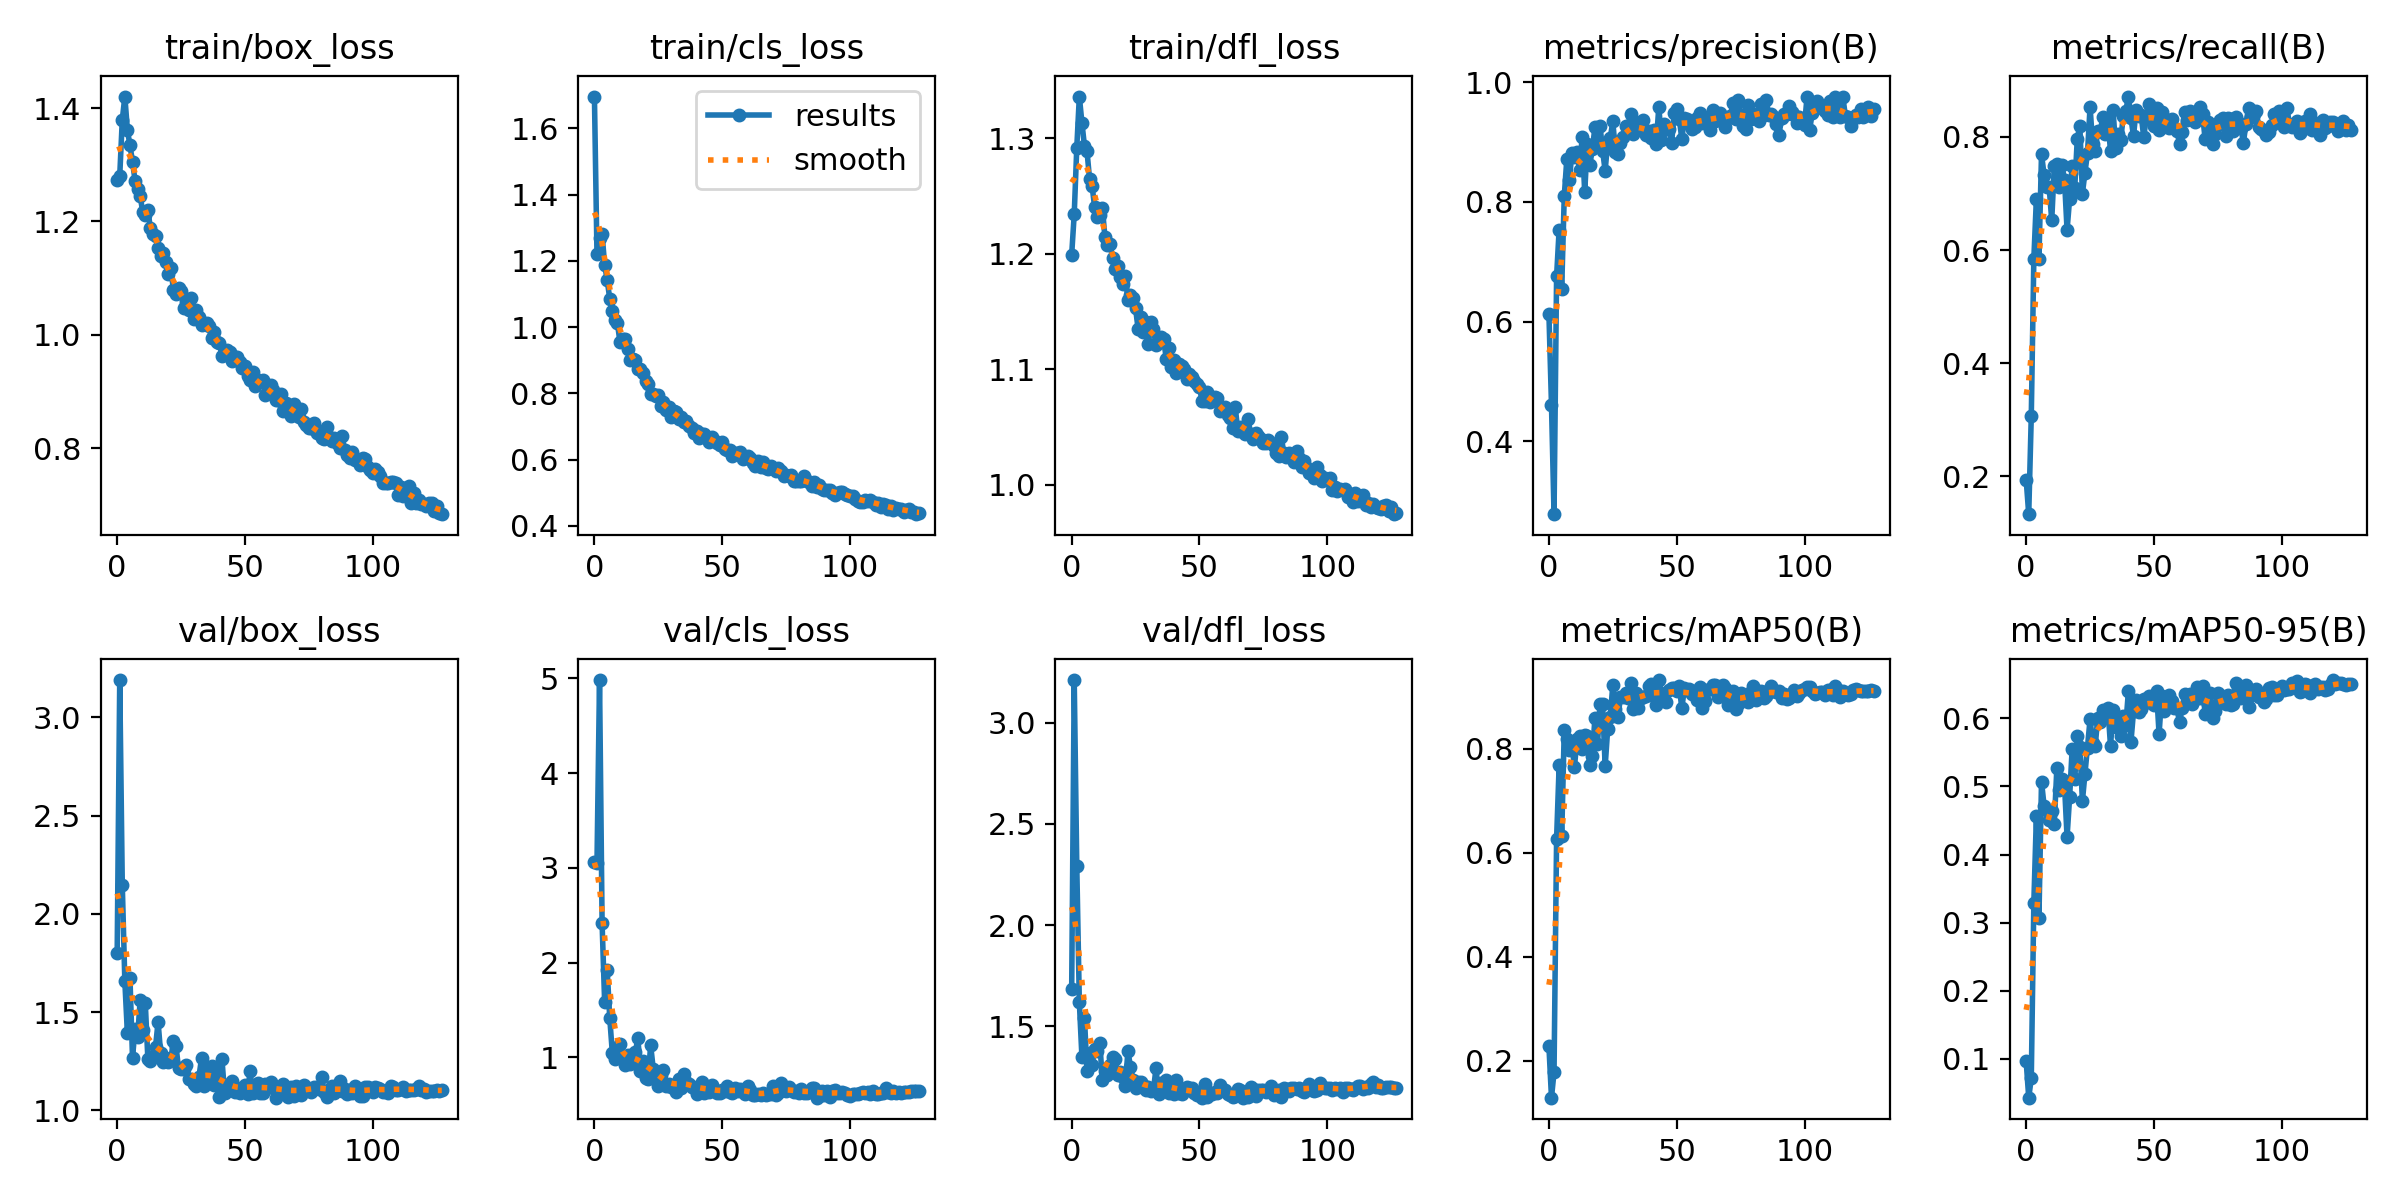 train/box_loss
1.4
1.2
1.0
0.8
0 50 100
train/cls_loss
results
smooth
1.6
1.4
1.2
1.0
0.8
0.6
0.4
0 50 100
train/dfl_loss
1.3
1.2
1.1
1.0
0 50 100
metrics/precision(B)
1.0
0.8
0.6
0.4
0 50 100
metrics/recall(B)
0.8
0.6
0.4
0.2
0 50 100
val/box_loss
3.0
2.5
2.0
1.5
1.0
0 50 100
val/cls_loss
5
4
3
2
1
0 50 100
val/dfl_loss
3.0
2.5
2.0
1.5
0 50 100
metrics/mAP50(B)
0.8
0.6
0.4
0.2
0 50 100
metrics/mAP50-95(B)
0.6
0.5
0.4
0.3
0.2
0.1
0 50 100